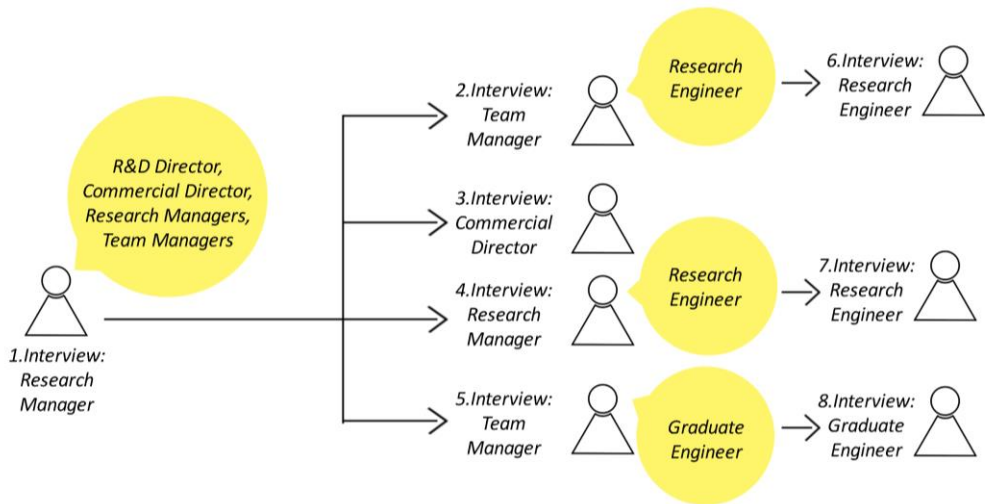 R&D Director,
Commercial Director,
Research Managers,
Team Managers
1.Interview:
Research
Manager
2.Interview:
Team
Manager
Research
Engineer
6.Interview:
Research
Engineer
3.Interview:
Commercial
Director
4.Interview:
Research
Manager
Research
Engineer
7.Interview:
Research
Engineer
5.Interview:
Team
Manager
Graduate
Engineer
8.Interview:
Graduate
Engineer